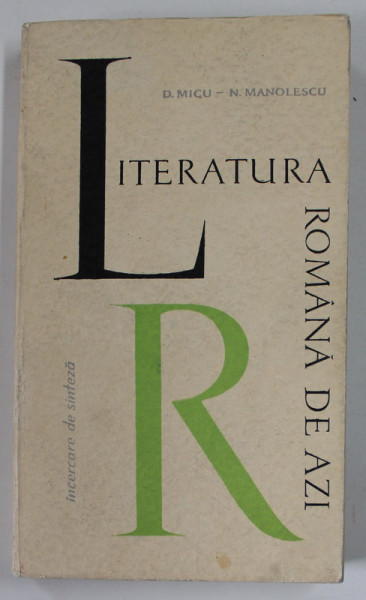 D. MICU – N. MANOLESCU
LITERATURA
ROMÂNĂ DE AZI
R
încercare de sinteză